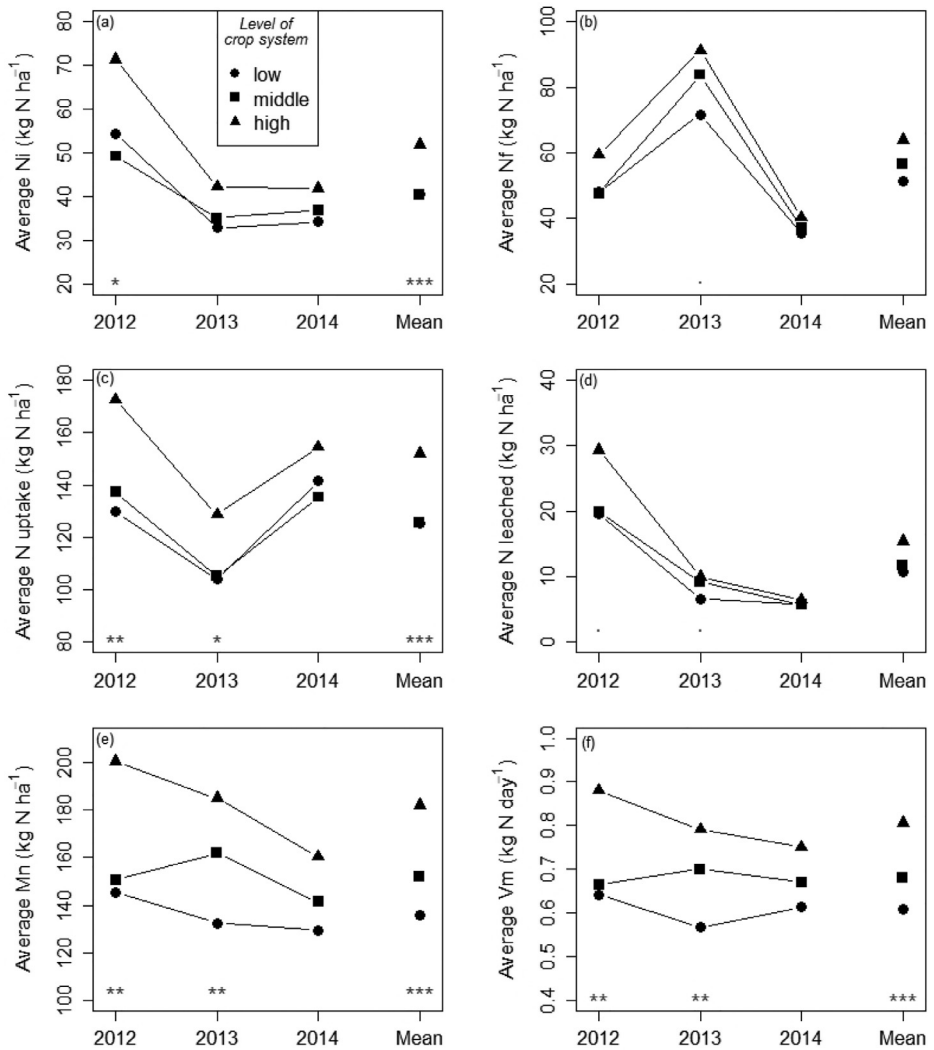 (a)
Level of
crop system
low
middle
high
Average Ni (kg N ha⁻¹)
80
70
60
50
40
30
20
*
***
2012 2013 2014 Mean
(b)
Average Nf (kg N ha⁻¹)
100
80
60
40
20
.
2012 2013 2014 Mean
(c)
Average N uptake (kg N ha⁻¹)
180
160
140
120
100
80
** * ***
2012 2013 2014 Mean
(d)
Average N leached (kg N ha⁻¹)
40
30
20
10
0
. .
2012 2013 2014 Mean
(e)
Average Mn (kg N ha⁻¹)
200
180
160
140
120
100
** ** ***
2012 2013 2014 Mean
(f)
Average Vm (kg N day⁻¹)
1.0
0.9
0.8
0.7
0.6
0.5
0.4
** ** ***
2012 2013 2014 Mean